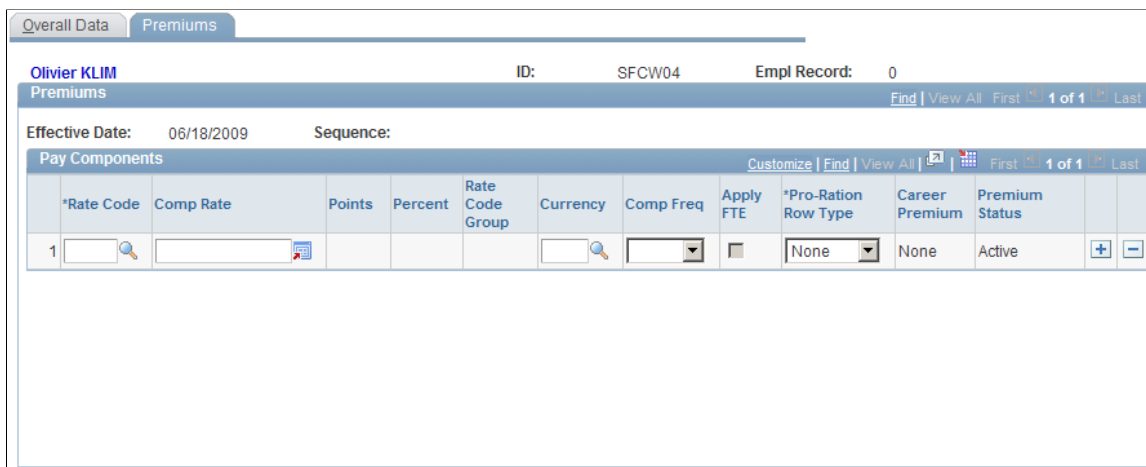 Overall Data Premiums
Olivier KLIM ID: SFCW04 Empl Record: 0
Premiums Find | View All First 1 of 1 Last
Effective Date: 06/18/2009 Sequence:
Pay Components Customize | Find | View All | | First 1 of 1 Last
*Rate Code Comp Rate Points Percent Rate Code Group Currency Comp Freq Apply FTE *Pro-Ration Row Type Career Premium Premium Status
1 None None Active